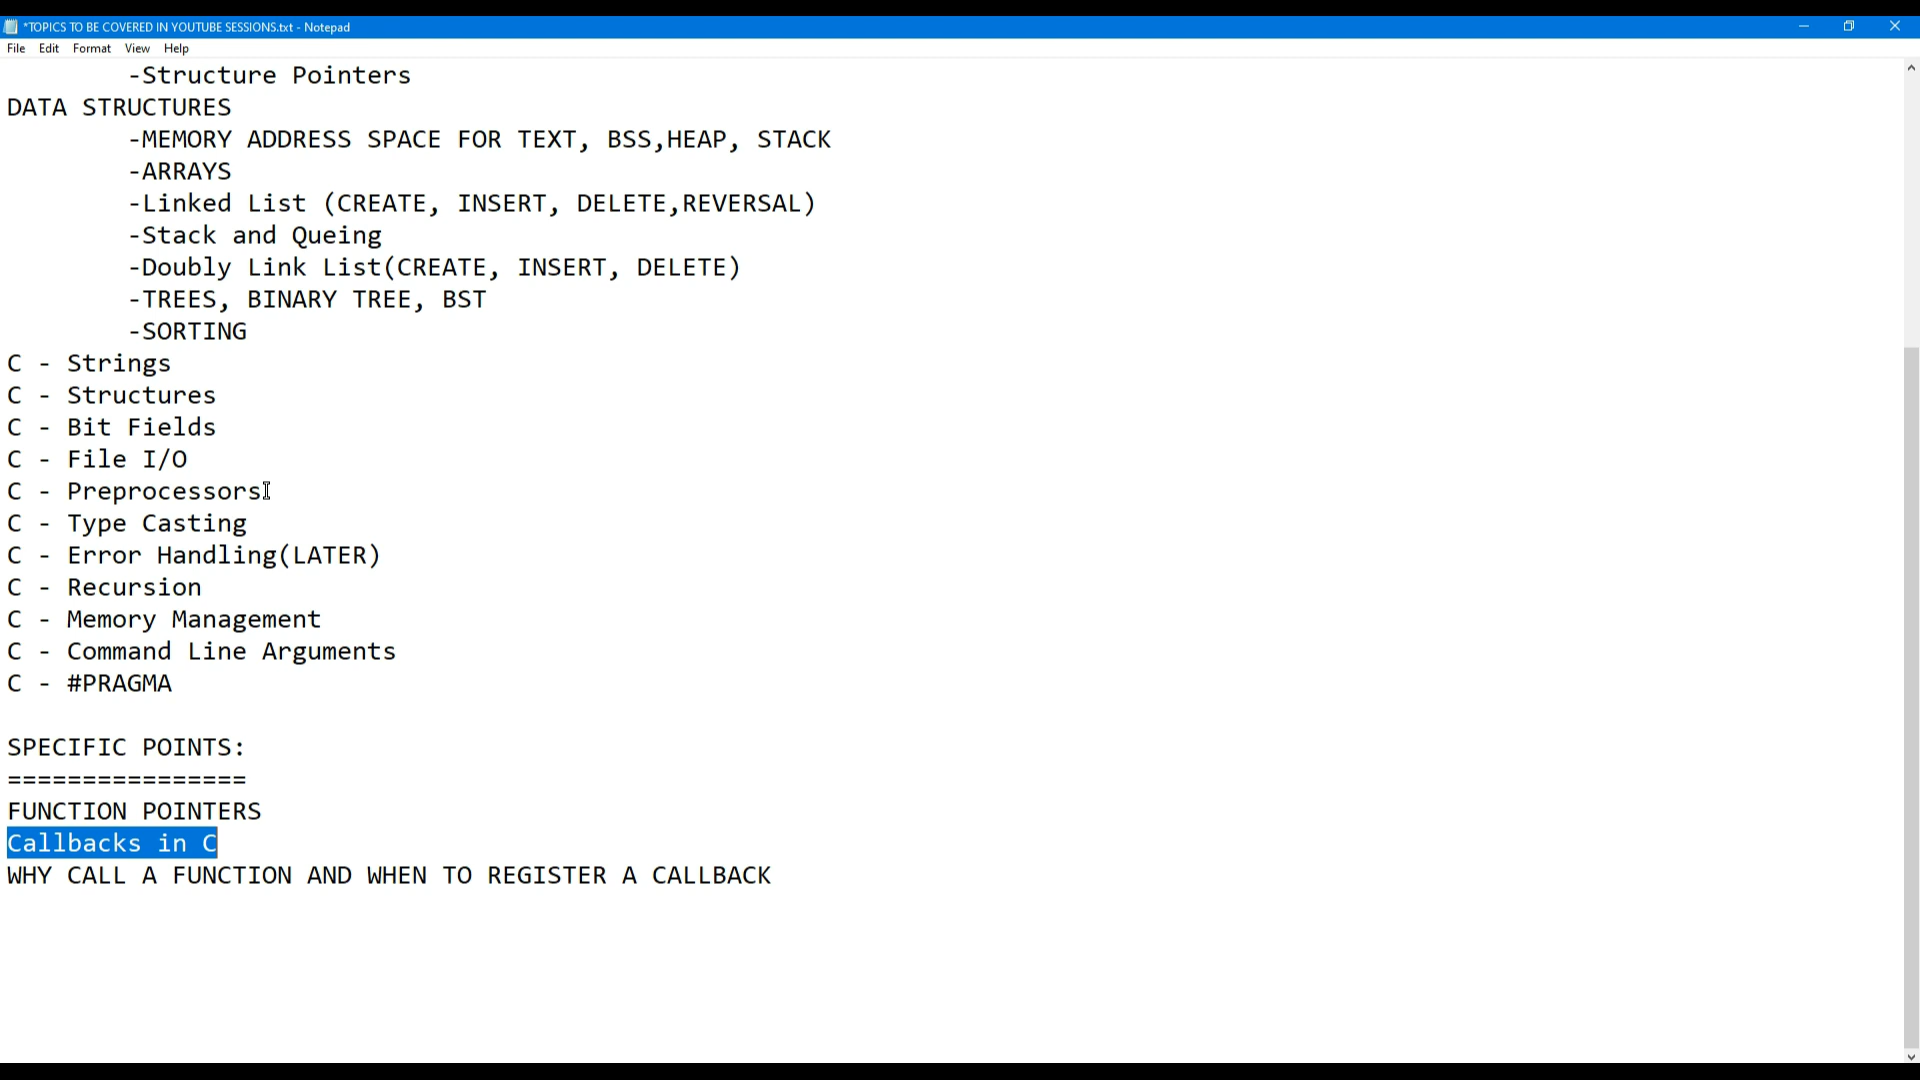 *TOPICS TO BE COVERED IN YOUTUBE SESSIONS.txt - Notepad
File Edit Format View Help
-Structure Pointers
DATA STRUCTURES
-MEMORY ADDRESS SPACE FOR TEXT, BSS,HEAP, STACK
-ARRAYS
-Linked List (CREATE, INSERT, DELETE,REVERSAL)
-Stack and Queing
-Doubly Link List(CREATE, INSERT, DELETE)
-TREES, BINARY TREE, BST
-SORTING
C - Strings
C - Structures
C - Bit Fields
C - File I/O
C - Preprocessors
C - Type Casting
C - Error Handling(LATER)
C - Recursion
C - Memory Management
C - Command Line Arguments
C - #PRAGMA
SPECIFIC POINTS:
================
FUNCTION POINTERS
Callbacks in C
WHY CALL A FUNCTION AND WHEN TO REGISTER A CALLBACK